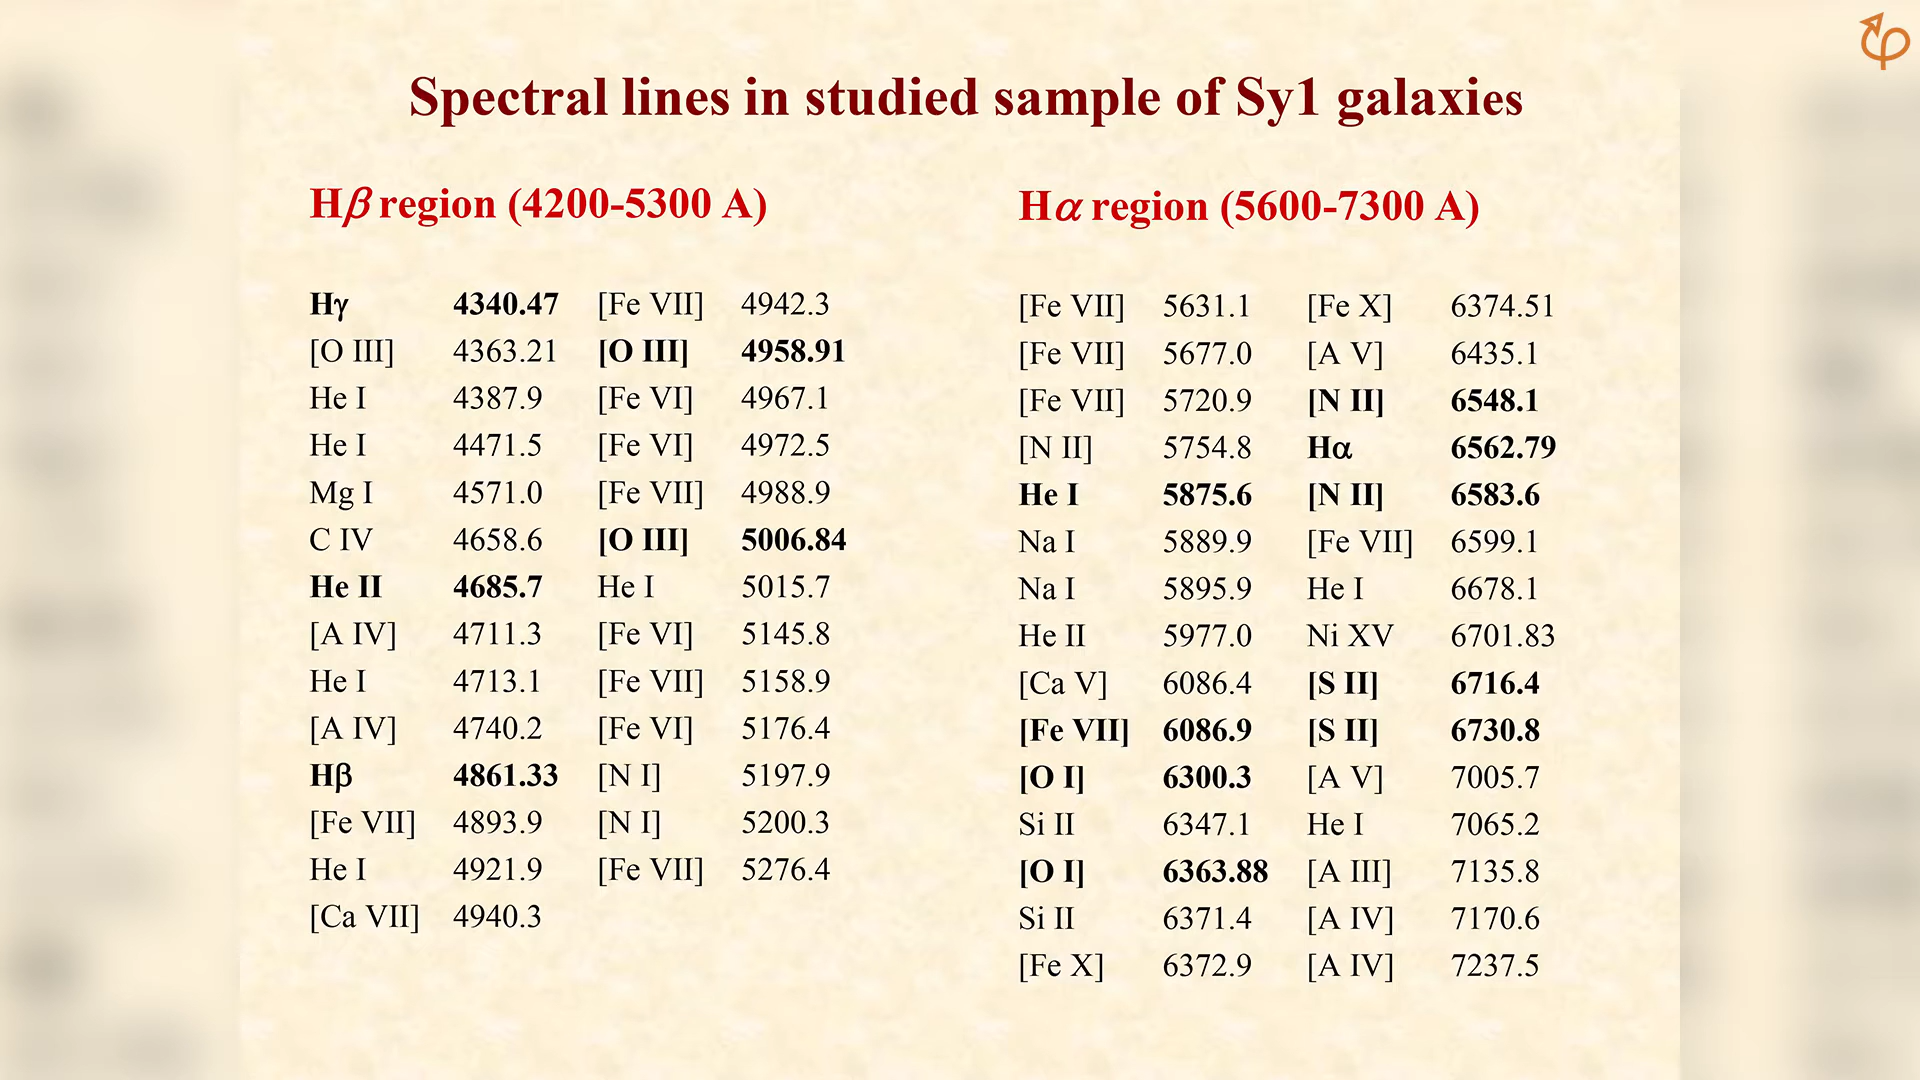 Spectral lines in studied sample of Sy1 galaxies
Hβ region (4200-5300 A)
Hγ 4340.47 [Fe VII] 4942.3
[O III] 4363.21 [O III] 4958.91
He I 4387.9 [Fe VI] 4967.1
He I 4471.5 [Fe VI] 4972.5
Mg I 4571.0 [Fe VII] 4988.9
C IV 4658.6 [O III] 5006.84
He II 4685.7 He I 5015.7
[A IV] 4711.3 [Fe VI] 5145.8
He I 4713.1 [Fe VII] 5158.9
[A IV] 4740.2 [Fe VI] 5176.4
Hβ 4861.33 [N I] 5197.9
[Fe VII] 4893.9 [N I] 5200.3
He I 4921.9 [Fe VII] 5276.4
[Ca VII] 4940.3
Hα region (5600-7300 A)
[Fe VII] 5631.1 [Fe X] 6374.51
[Fe VII] 5677.0 [A V] 6435.1
[Fe VII] 5720.9 [N II] 6548.1
[N II] 5754.8 Hα 6562.79
He I 5875.6 [N II] 6583.6
Na I 5889.9 [Fe VII] 6599.1
Na I 5895.9 He I 6678.1
He II 5977.0 Ni XV 6701.83
[Ca V] 6086.4 [S II] 6716.4
[Fe VII] 6086.9 [S II] 6730.8
[O I] 6300.3 [A V] 7005.7
Si II 6347.1 He I 7065.2
[O I] 6363.88 [A III] 7135.8
Si II 6371.4 [A IV] 7170.6
[Fe X] 6372.9 [A IV] 7237.5